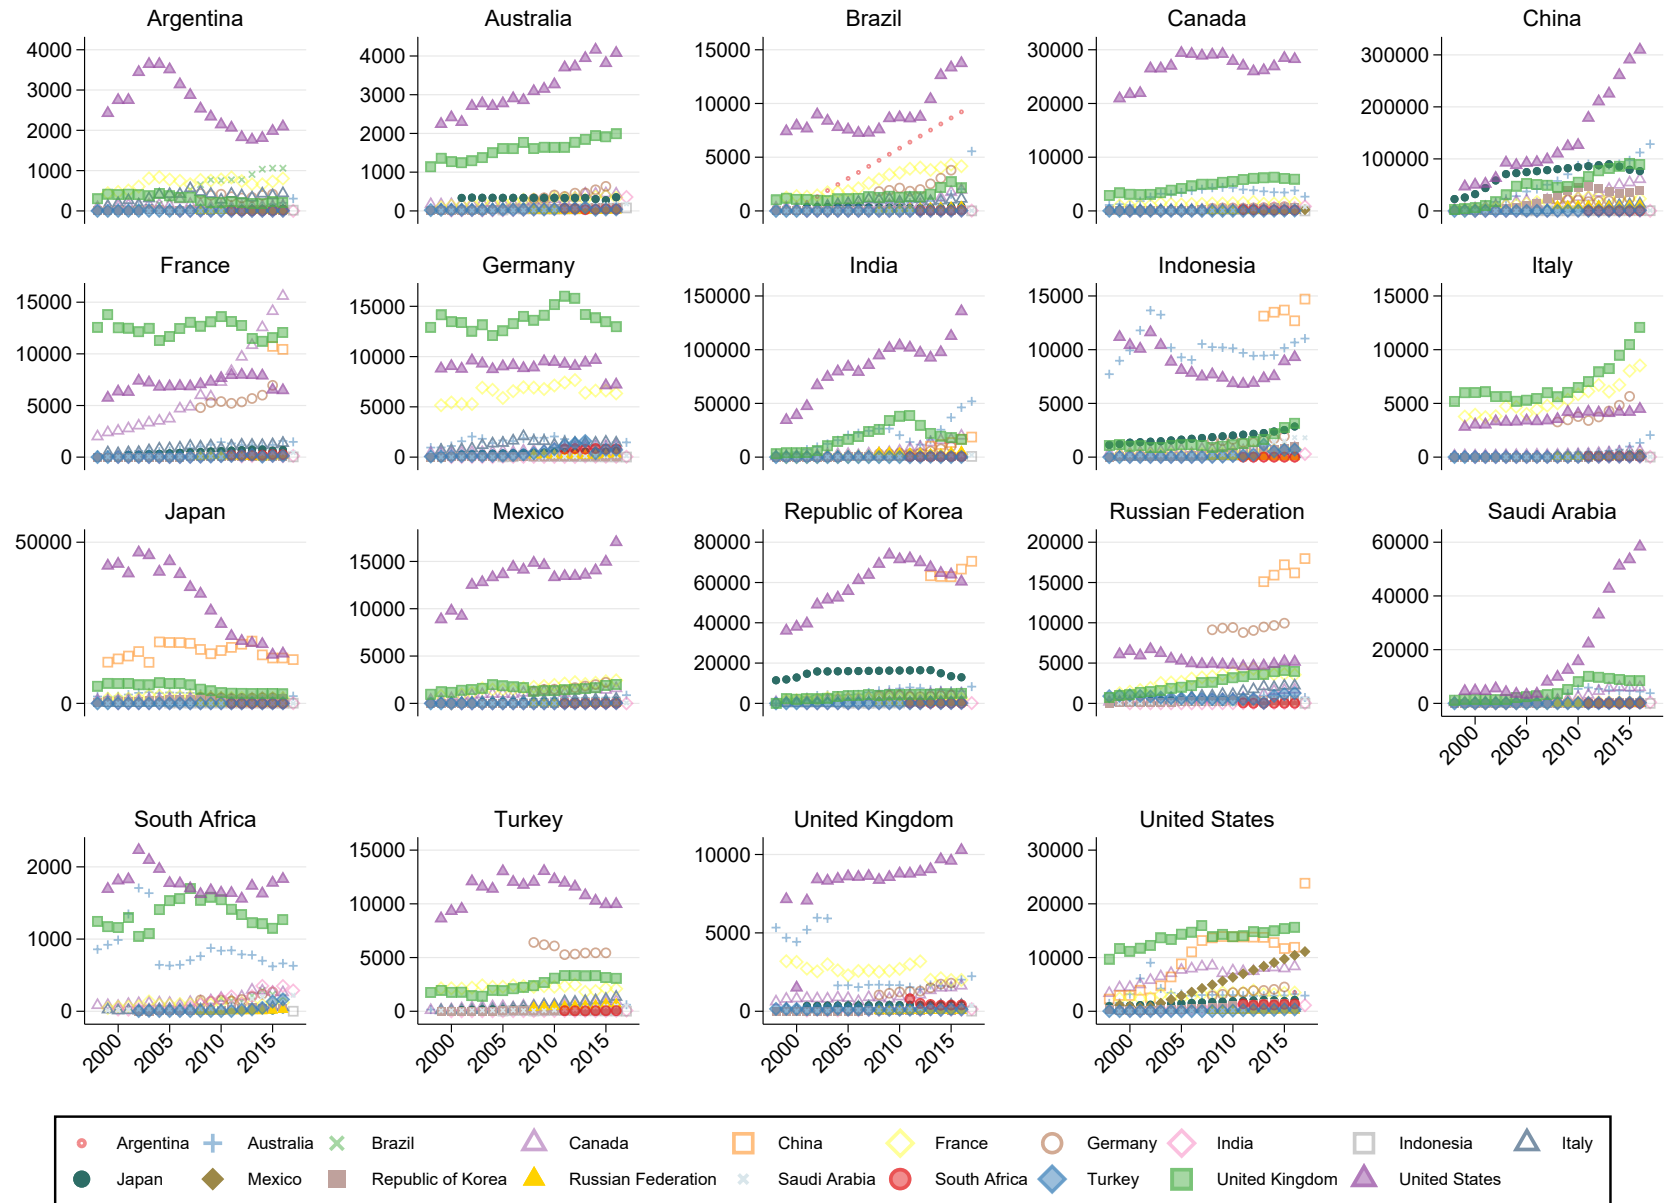 Argentina Australia Brazil Canada China
4000 4000 15000 30000 300000
3000 3000 10000 20000 200000
2000 2000 5000 10000 100000
1000 1000 0 0 0
0 0
France Germany India Indonesia Italy
15000 15000 150000 15000 15000
10000 10000 100000 10000 10000
5000 5000 50000 5000 5000
0 0 0 0 0
Japan Mexico Republic of Korea Russian Federation Saudi Arabia
50000 15000 80000 20000 60000
0 10000 60000 15000 40000
5000 40000 10000 20000
0 20000 5000 0
0 0
2000 2005 2010 2015
South Africa Turkey United Kingdom United States
2000 15000 10000 30000
1000 10000 5000 20000
0 5000 0 10000
0 0
2000 2005 2010 2015 2000 2005 2010 2015 2000 2005 2010 2015 2000 2005 2010 2015
Argentina Australia Brazil Canada China France Germany India Indonesia Italy
Japan Mexico Republic of Korea Russian Federation Saudi Arabia South Africa Turkey United Kingdom United States